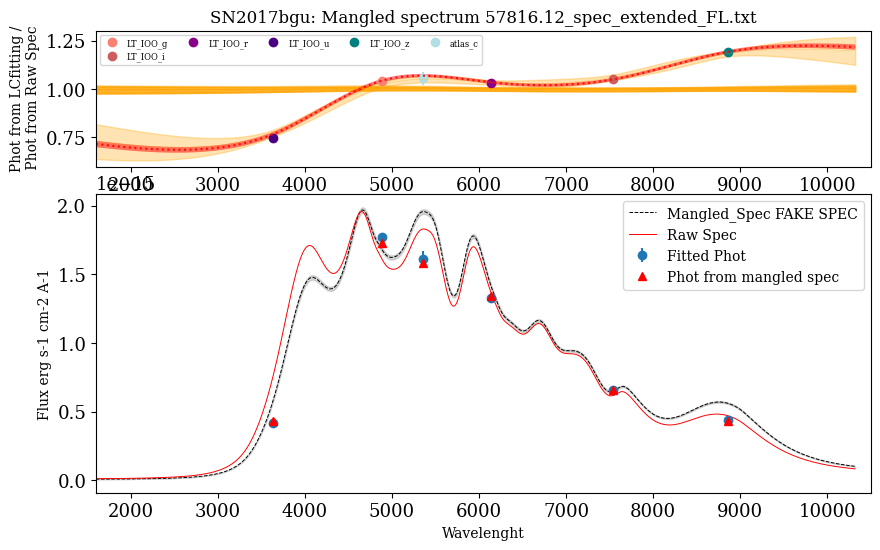 SN2017bgu: Mangled spectrum 57816.12_spec_extended_FL.txt
Phot from LCfitting /
Phot from Raw Spec
1.25
1.00
0.75
LT_IOO_g
LT_IOO_i
LT_IOO_r
LT_IOO_u
LT_IOO_z
atlas_c
2000 3000 4000 5000 6000 7000 8000 9000 10000
1e−15
Flux erg s-1 cm-2 A-1
2.0
1.5
1.0
0.5
0.0
Mangled_Spec FAKE SPEC
Raw Spec
Fitted Phot
Phot from mangled spec
2000 3000 4000 5000 6000 7000 8000 9000 10000
Wavelenght